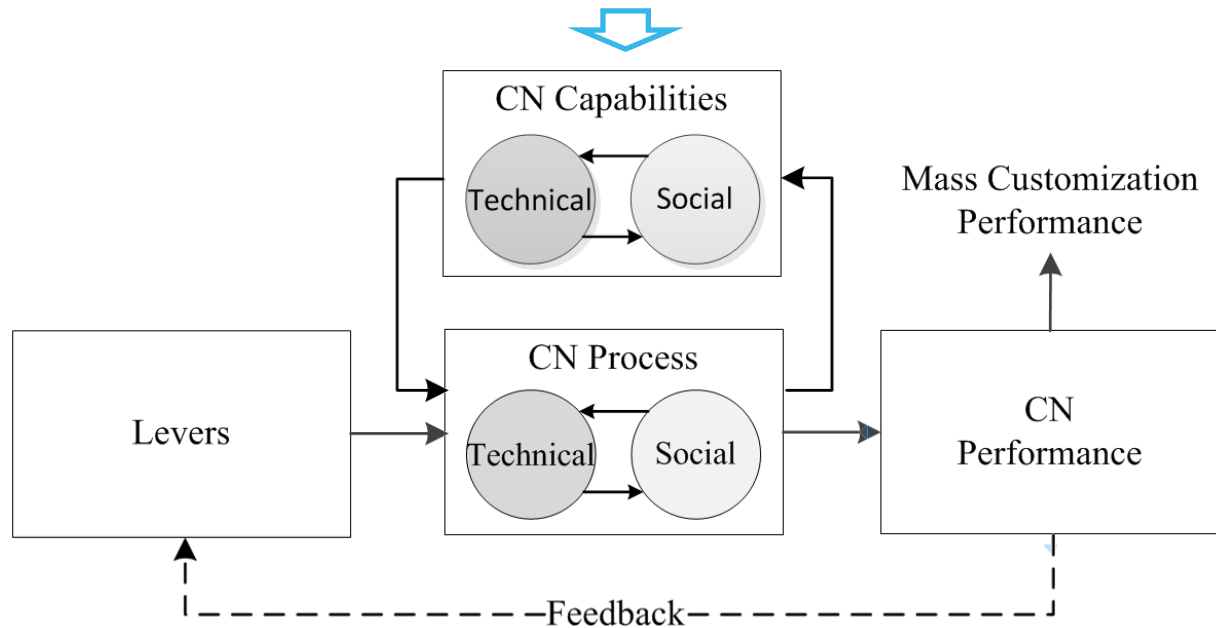 CN Capabilities
Technical
Social
Mass Customization
Performance
CN Process
Technical
Social
Levers
CN
Performance
Feedback